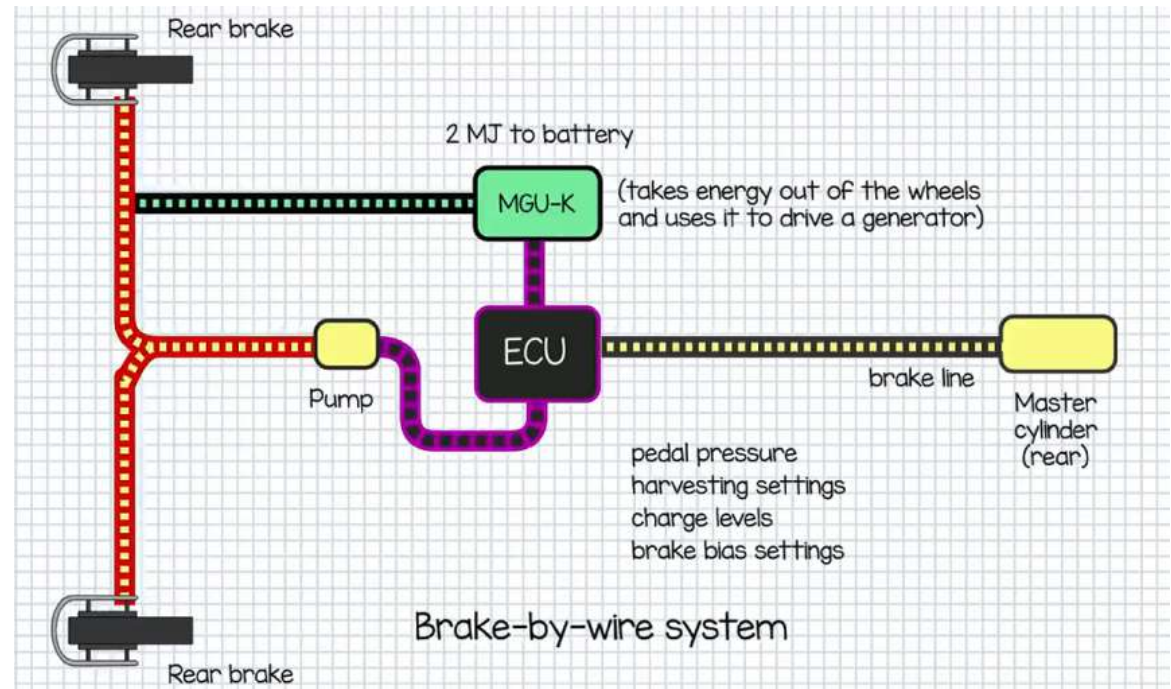 Rear brake
2 MJ to battery
MGU-K
(takes energy out of the wheels
and uses it to drive a generator)
ECU
Pump
brake line
Master
cylinder
(rear)
pedal pressure
harvesting settings
charge levels
brake bias settings
Brake-by-wire system
Rear brake